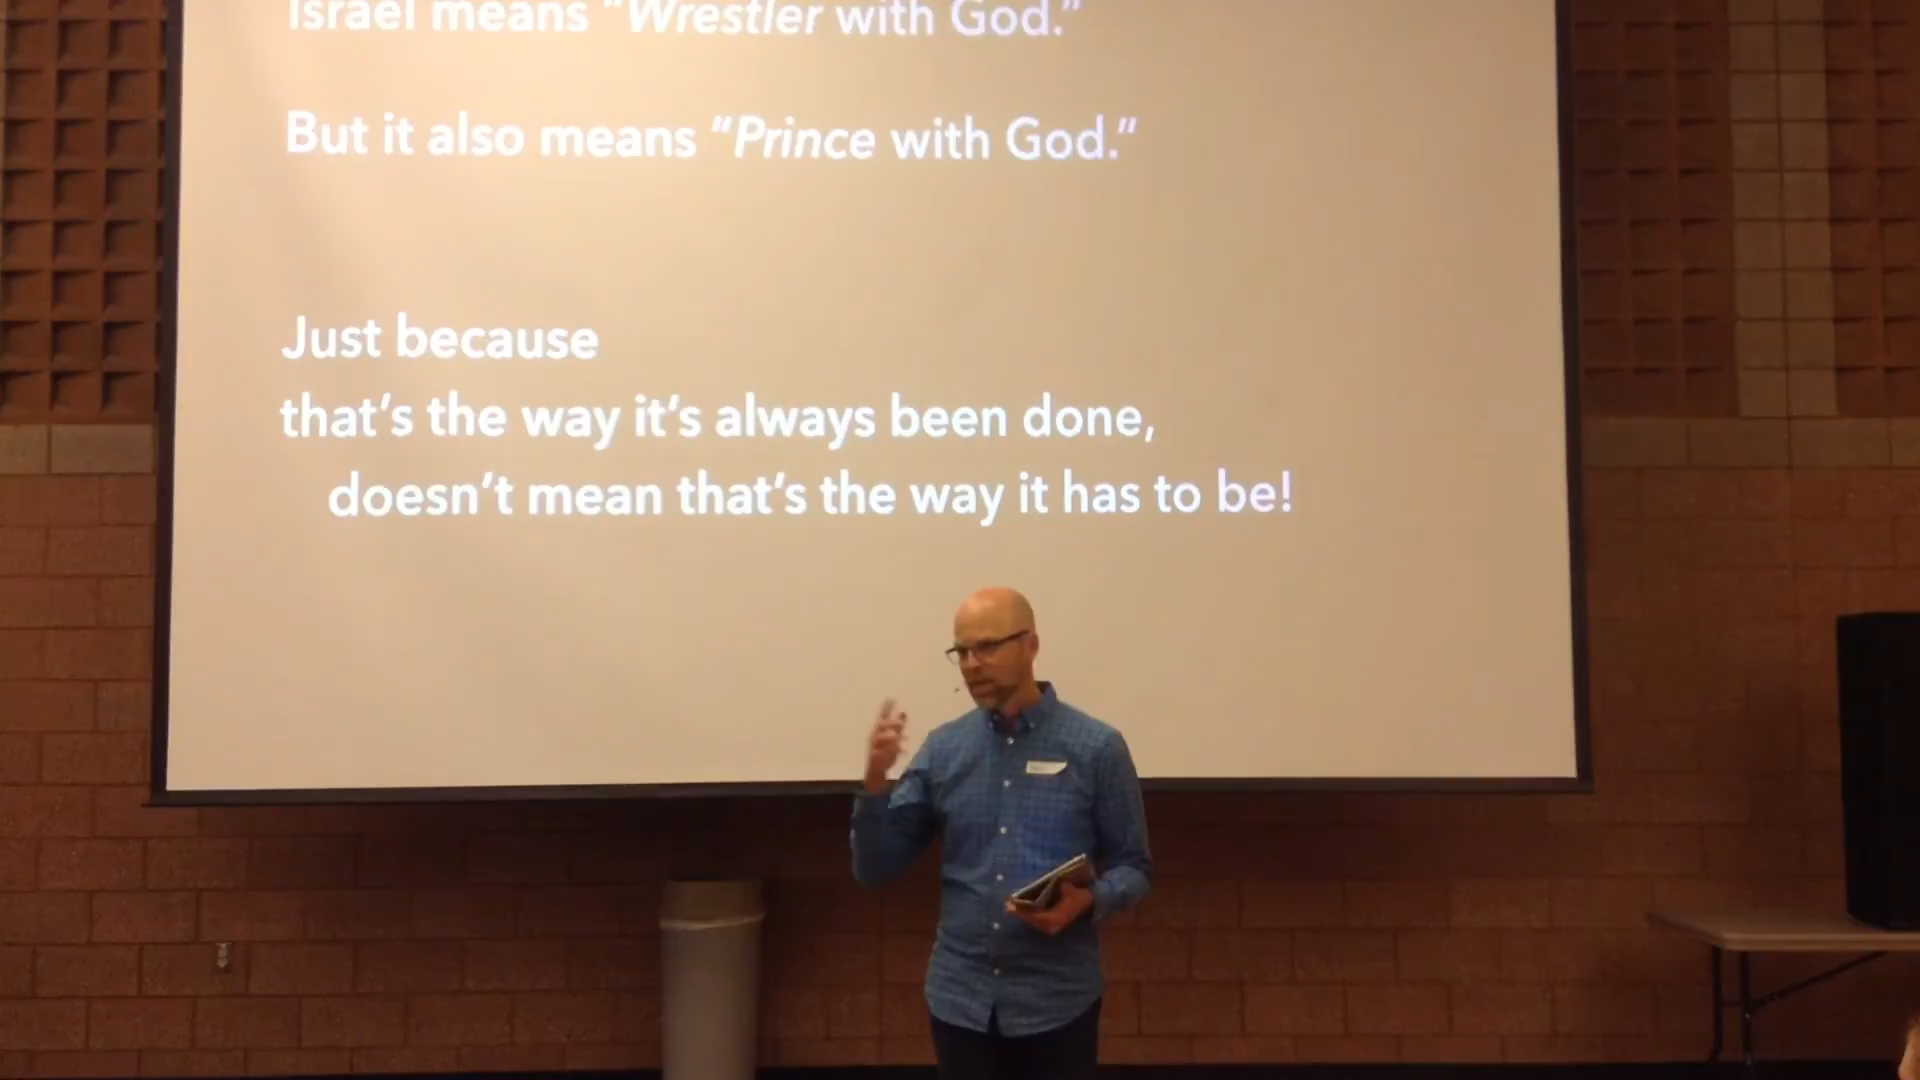 Israel means "Wrestler with God."
But it also means "Prince with God."
Just because
that's the way it's always been done,
doesn't mean that's the way it has to be!